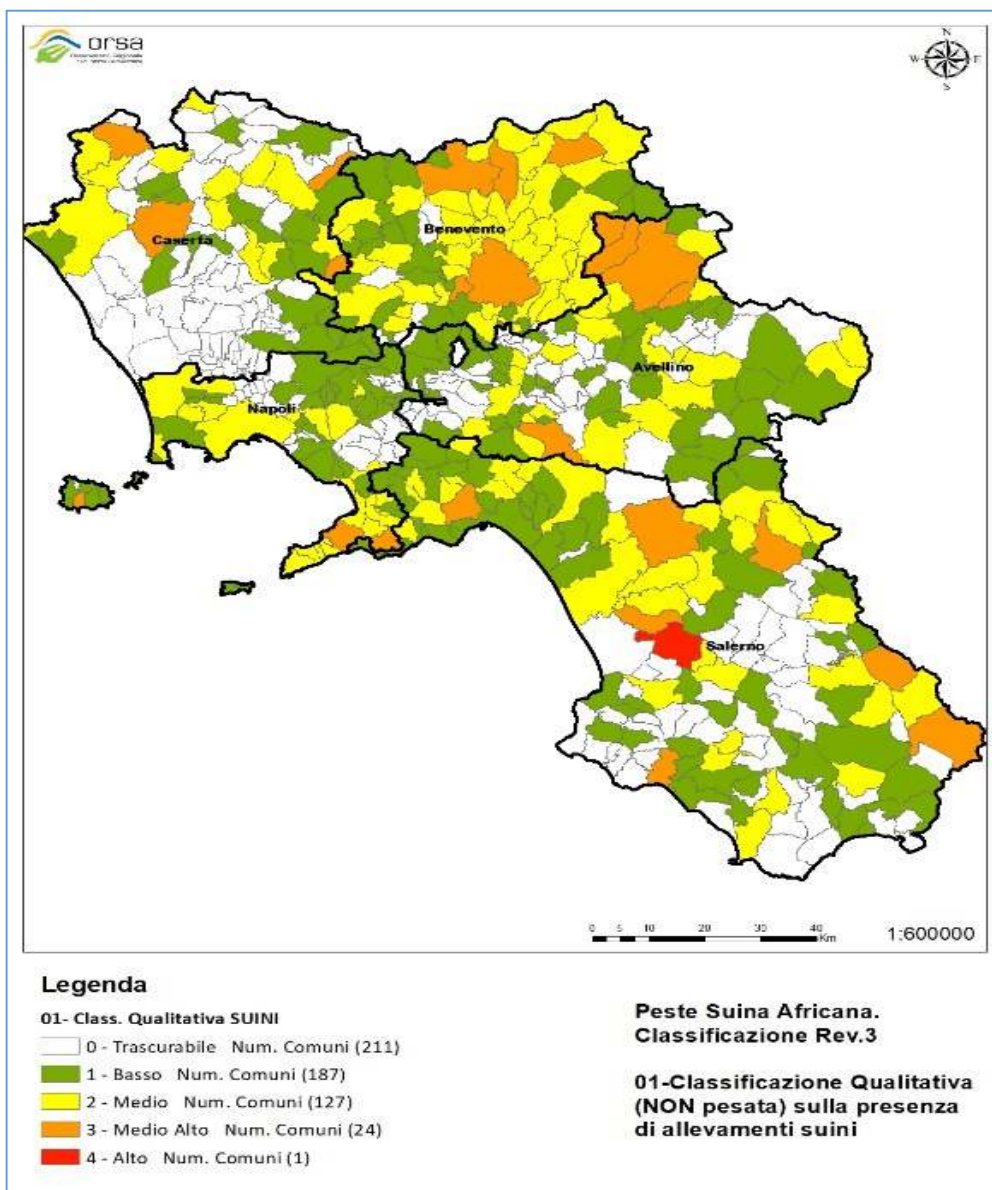 orsa
N
W
E
S
Caserta
Benevento
Avellino
Napoli
Salerno
0 5 10 20 30 40
Km
1:600000
Legenda
01- Class. Qualitativa SUINI
0 - Trascurabile Num. Comuni (211)
1 - Basso Num. Comuni (187)
2 - Medio Num. Comuni (127)
3 - Medio Alto Num. Comuni (24)
4 - Alto Num. Comuni (1)
Peste Suina Africana.
Classificazione Rev.3
01-Classificazione Qualitativa
(NON pesata) sulla presenza
di allevamenti suini